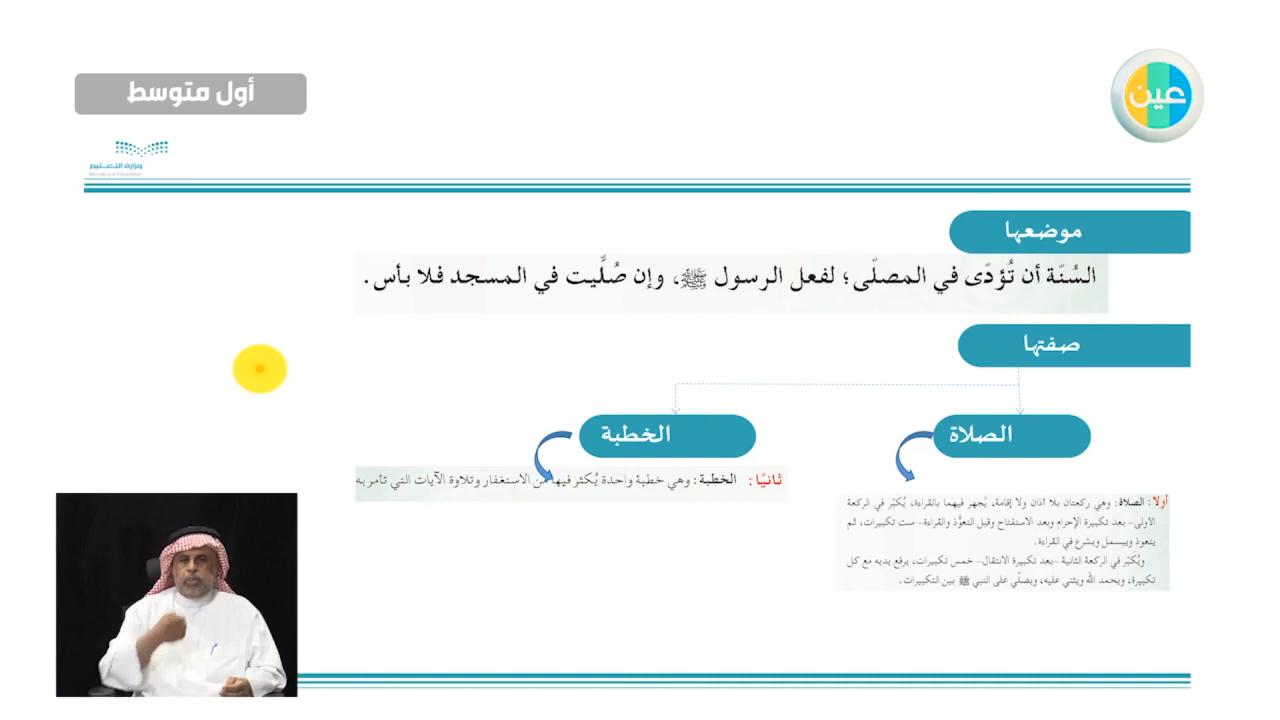 أول متوسط
عين
وزارة التعليم
Ministry of Education
موضعها
السُنّة أن تُؤدّى في المصلّى؛ لفعل الرسول ﷺ، وإن صُلِّيت في المسجد فلا بأس.
صفتها
الصلاة
الخطبة
أولًا: الصلاة: وهي ركعتان بلا أذان ولا إقامة، يُجهر فيهما بالقراءة، يُكبّر في الركعة
الأولى- بعد تكبيرة الإحرام وبعد الاستفتاح وقبل التعوُّذ والقراءة- ست تكبيرات، ثم
يتعوذ ويبسمل ويشرع في القراءة.
ويُكبّر في الركعة الثانية -بعد تكبيرة الانتقال- خمس تكبيرات، يرفع يديه مع كل
تكبيرة، ويحمد الله ويثني عليه، ويصلّي على النبي ﷺ بين التكبيرات.
ثانيًا: الخطبة: وهي خطبة واحدة يُكثر فيها من الاستغفار وتلاوة الآيات التي تأمر به